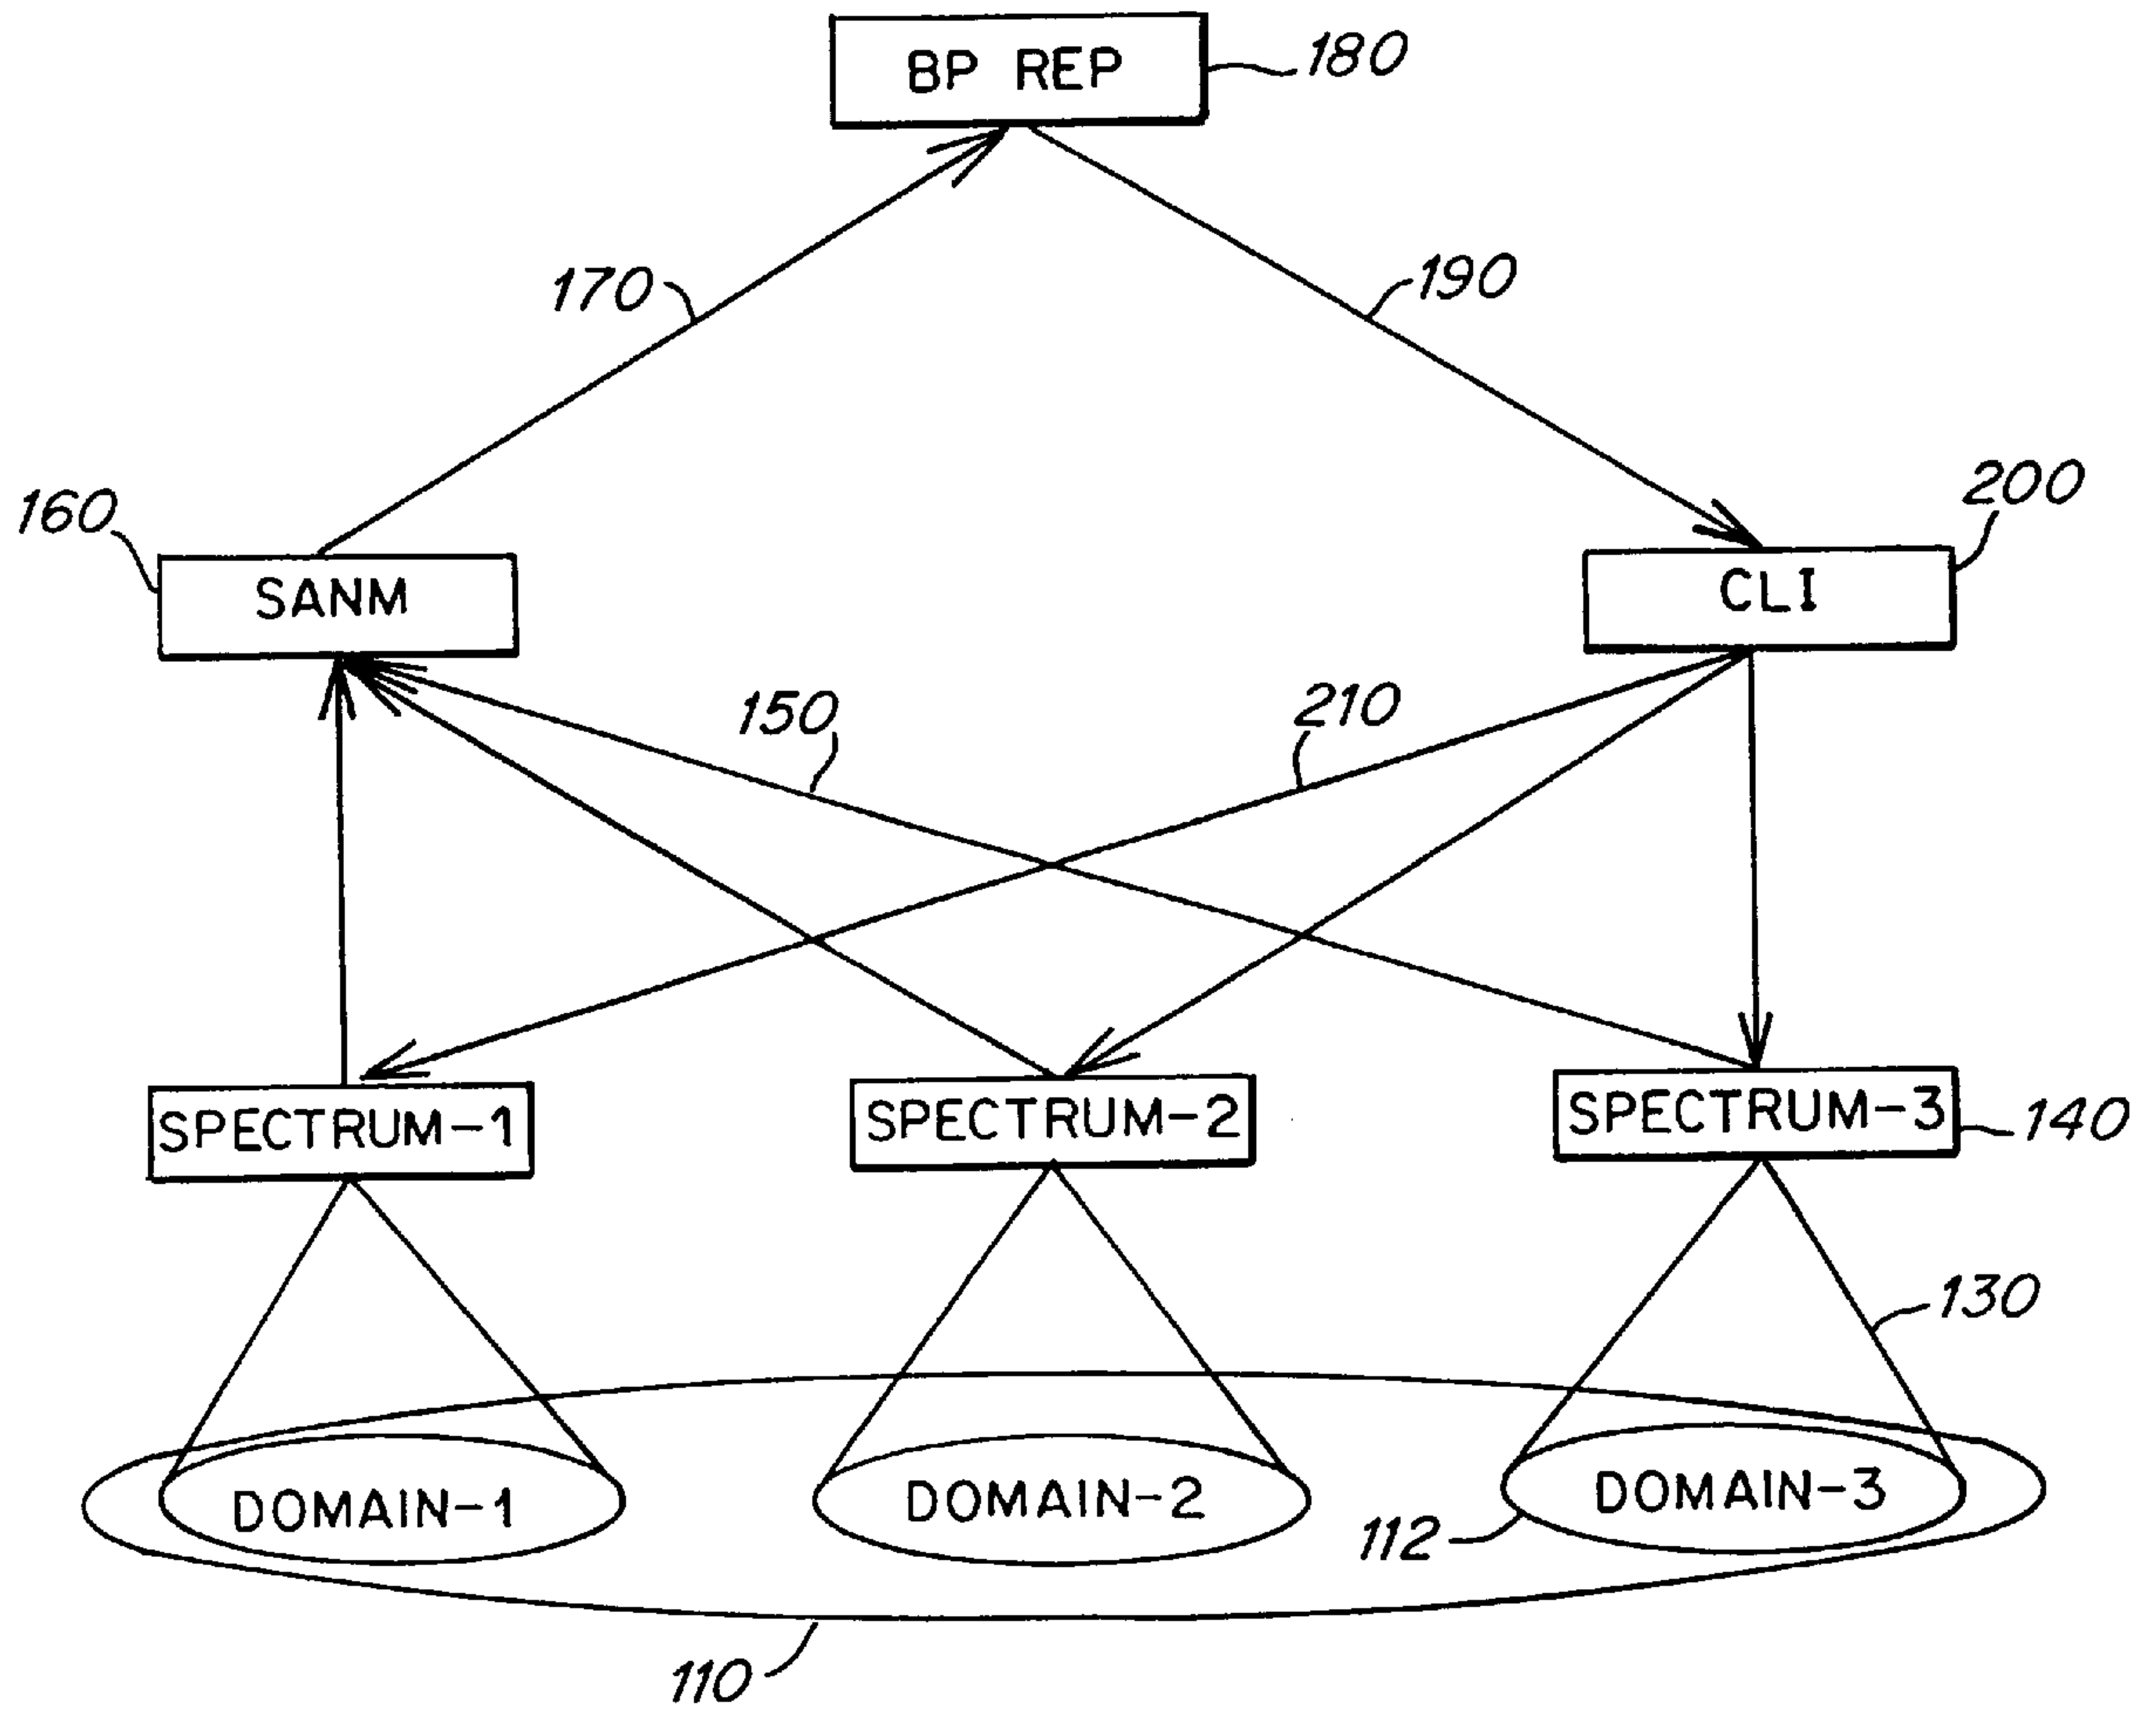 BP REP
180
170
190
160
SANM
CLI
200
150
210
SPECTRUM-1
SPECTRUM-2
SPECTRUM-3
140
130
DOMAIN-1
DOMAIN-2
DOMAIN-3
112
110